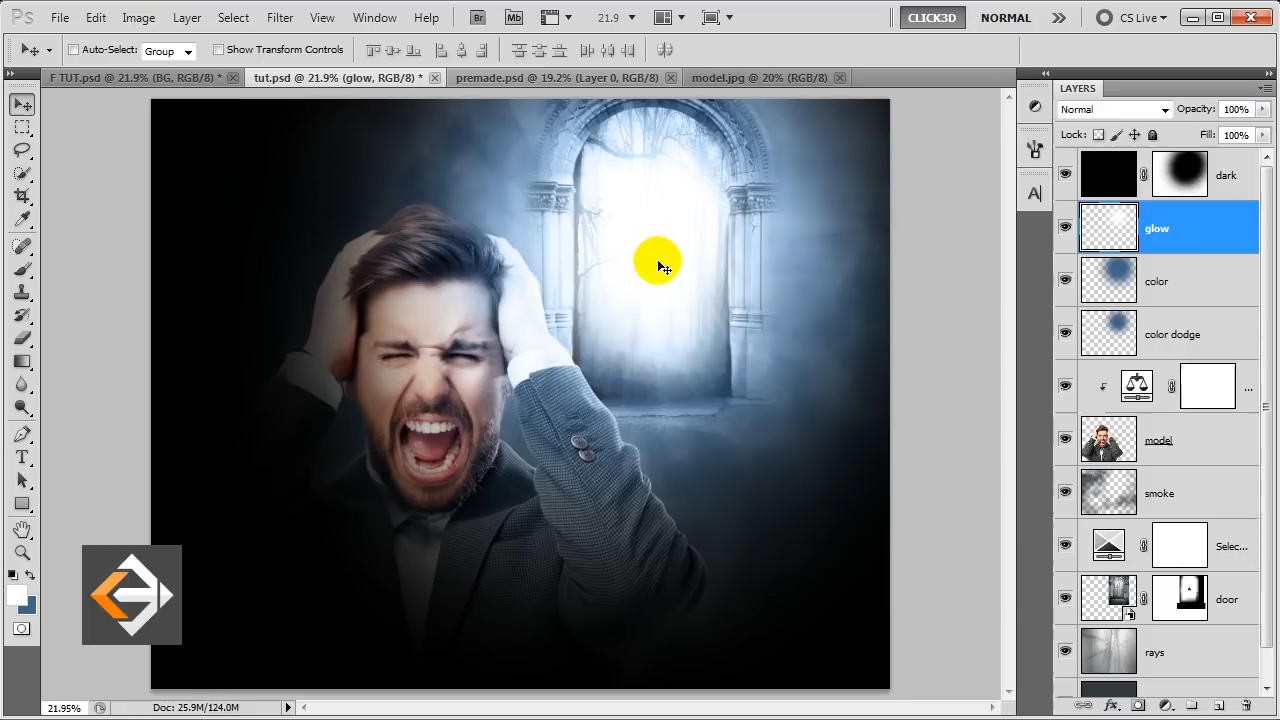 Ps File Edit Image Layer Select Filter View Window Help Br Mb 21.9 CLICK3D NORMAL CS Live
Auto-Select: Group Show Transform Controls
F TUT.psd @ 21.9% (BG, RGB/8) * tut.psd @ 21.9% (glow, RGB/8) * premade.psd @ 19.2% (Layer 0, RGB/8) model.jpg @ 20% (RGB/8)
LAYERS
Normal Opacity: 100%
Lock: Fill: 100%
dark
glow
color
color dodge
...
model
smoke
Selec...
door
rays
T
A
fx
21.95% Doc: 25.9M/124.0M